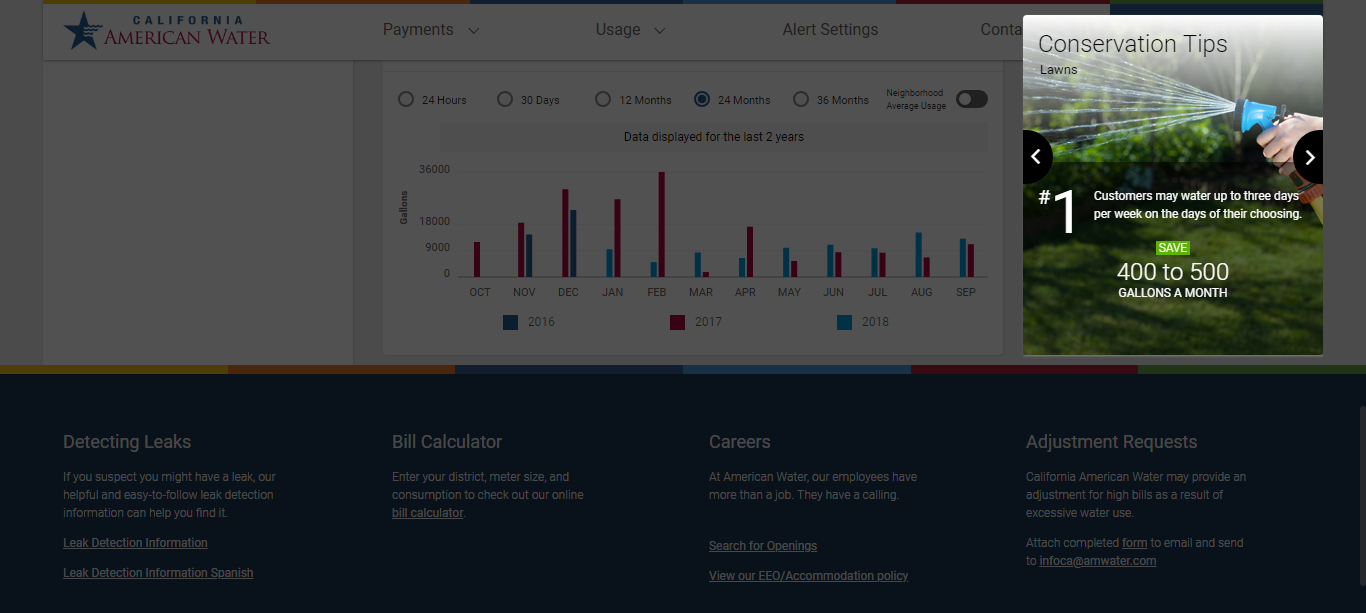 CALIFORNIA
AMERICAN WATER
Payments
Usage
Alert Settings
Conta
24 Hours
30 Days
12 Months
24 Months
36 Months
Neighborhood
Average Usage
Data displayed for the last 2 years
Gallons
36000
18000
9000
0
OCT NOV DEC JAN FEB MAR APR MAY JUN JUL AUG SEP
2016 2017 2018
Conservation Tips
Lawns
#1
Customers may water up to three days
per week on the days of their choosing.
SAVE
400 to 500
GALLONS A MONTH
Detecting Leaks
If you suspect you might have a leak, our
helpful and easy-to-follow leak detection
information can help you find it.
Leak Detection Information
Leak Detection Information Spanish
Bill Calculator
Enter your district, meter size, and
consumption to check out our online
bill calculator.
Careers
At American Water, our employees have
more than a job. They have a calling.
Search for Openings
View our EEO/Accommodation policy
Adjustment Requests
California American Water may provide an
adjustment for high bills as a result of
excessive water use.
Attach completed form to email and send
to infoca@amwater.com